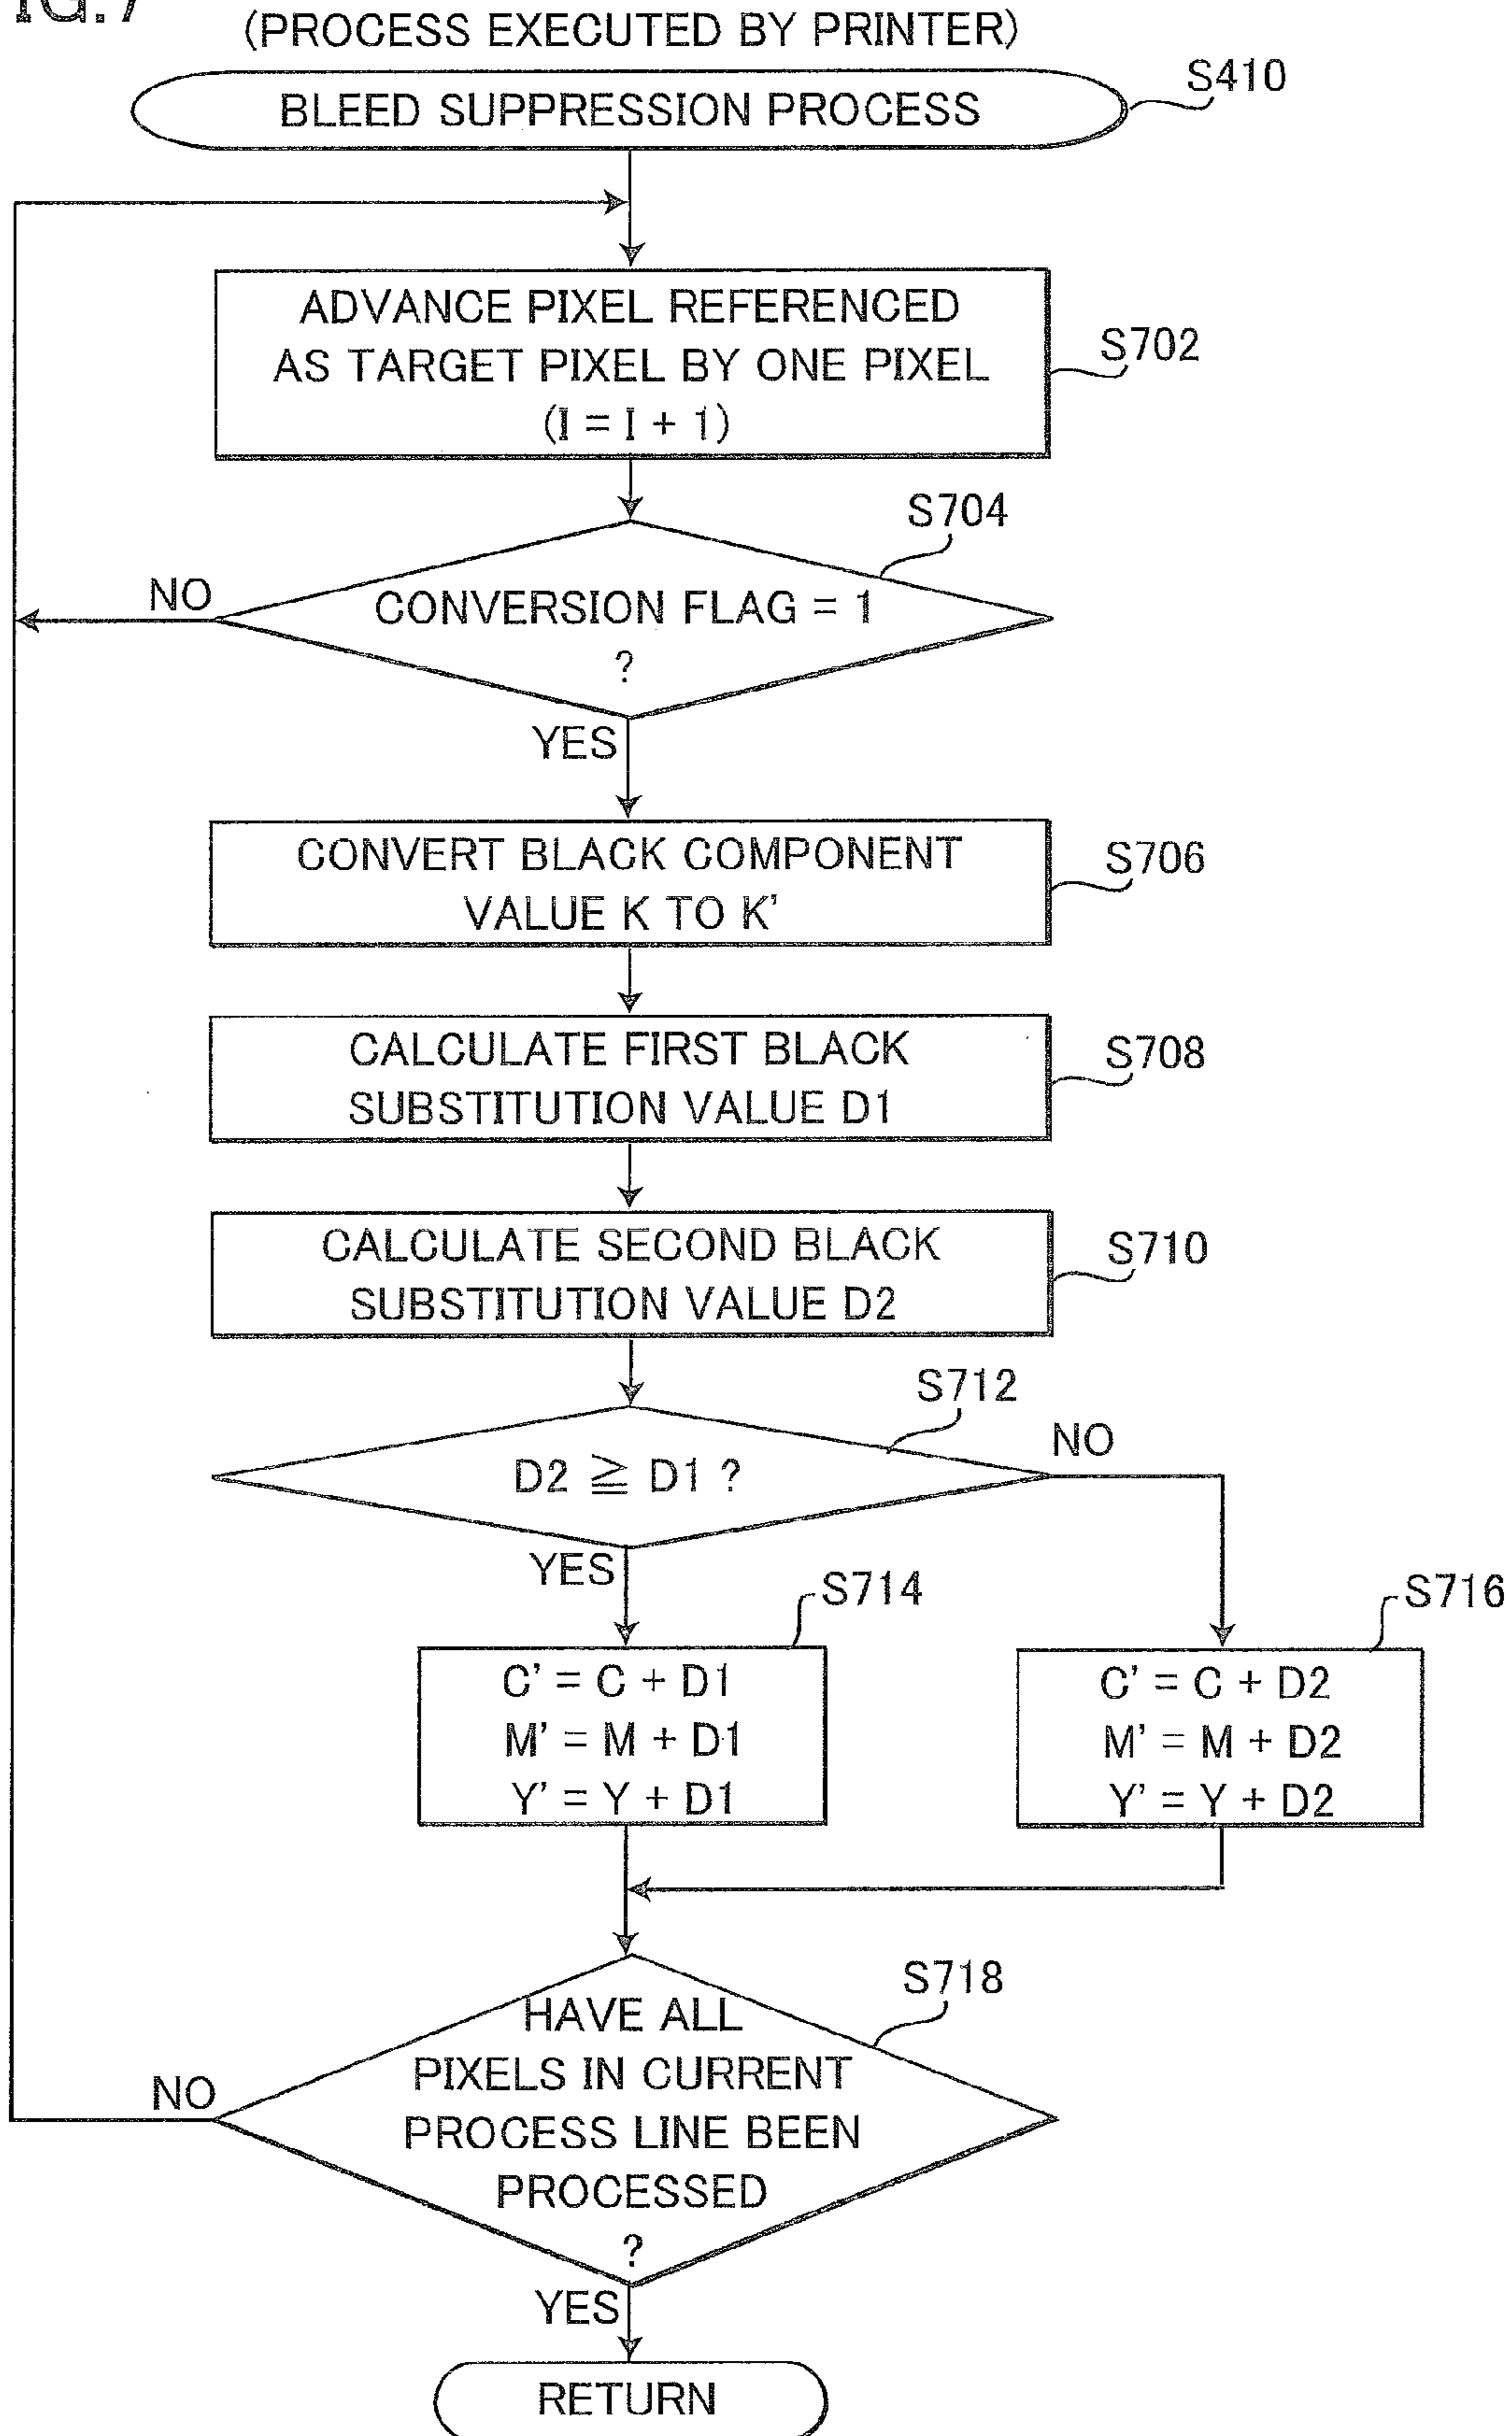 IG.7
(PROCESS EXECUTED BY PRINTER)
BLEED SUPPRESSION PROCESS
S410
ADVANCE PIXEL REFERENCED
AS TARGET PIXEL BY ONE PIXEL
(I = I + 1)
S702
S704
CONVERSION FLAG = 1
?
NO
YES
CONVERT BLACK COMPONENT
VALUE K TO K'
S706
CALCULATE FIRST BLACK
SUBSTITUTION VALUE D1
S708
CALCULATE SECOND BLACK
SUBSTITUTION VALUE D2
S710
S712
D2 ≧ D1 ?
NO
YES
S714
C' = C + D1
M' = M + D1
Y' = Y + D1
S716
C' = C + D2
M' = M + D2
Y' = Y + D2
S718
HAVE ALL
PIXELS IN CURRENT
PROCESS LINE BEEN
PROCESSED
?
NO
YES
RETURN